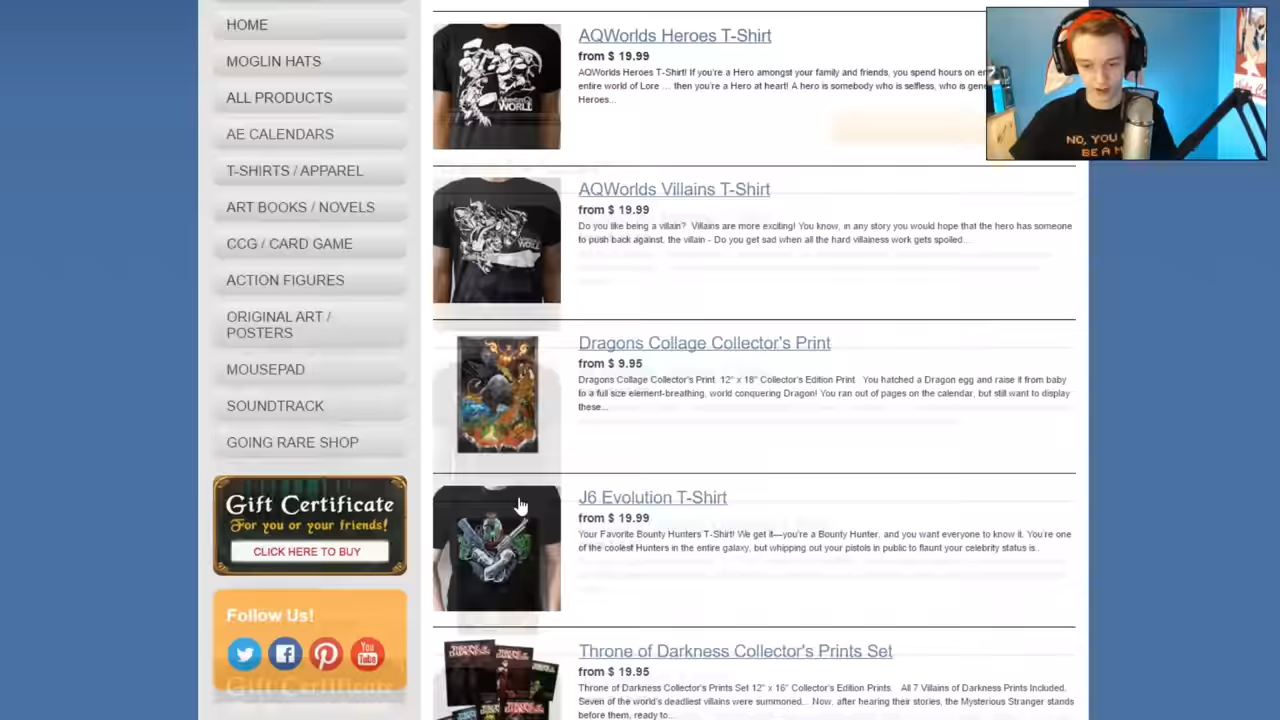 HOME
MOGLIN HATS
ALL PRODUCTS
AE CALENDARS
T-SHIRTS / APPAREL
ART BOOKS / NOVELS
CCG / CARD GAME
ACTION FIGURES
ORIGINAL ART /
POSTERS
MOUSEPAD
SOUNDTRACK
GOING RARE SHOP
Gift Certificate
For you or your friends!
CLICK HERE TO BUY
Follow Us!
You
Tube
AQWorlds Heroes T-Shirt
from $ 19.99
AQWorlds Heroes T-Shirt! If you're a Hero amongst your family and friends, you spend hours on
entire world of Lore ... then you're a Hero at heart! A hero is somebody who is selfless, who is
Heroes...
WORLD
AQWorlds Villains T-Shirt
from $ 19.99
Do you like being a villain? Villains are more exciting! You know, in any story you would hope that the hero has someone
to push back against, the villain - Do you get sad when all the hard villainess work gets spoiled...
Dragons Collage Collector's Print
from $ 9.95
Dragons Collage Collector's Print 12" x 18" Collector's Edition Print. You hatched a Dragon egg and raise it from baby
to a full size element-breathing, world conquering Dragon! You ran out of pages on the calendar, but still want to display
these...
J6 Evolution T-Shirt
from $ 19.99
Your Favorite Bounty Hunters T-Shirt! We get it—you're a Bounty Hunter, and you want everyone to know it. You're one
of the coolest Hunters in the entire galaxy, but whipping out your pistols in public to flaunt your celebrity status is..
Throne of Darkness Collector's Prints Set
from $ 19.95
Throne of Darkness Collector's Prints Set 12" x 16" Collector's Edition Prints. All 7 Villains of Darkness Prints Included.
Seven of the world's deadliest villains were summoned... Now, after hearing their stories, the Mysterious Stranger stands
before them, ready to...
NO, YOU
BE A